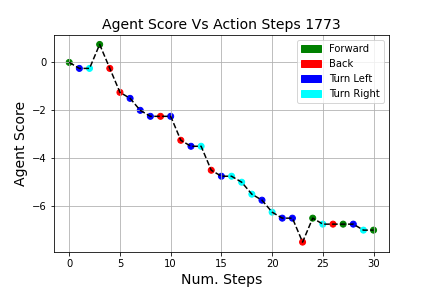 Agent Score Vs Action Steps 1773
Forward
Back
Turn Left
Turn Right
0
−2
−4
−6
Agent Score
0 5 10 15 20 25 30
Num. Steps